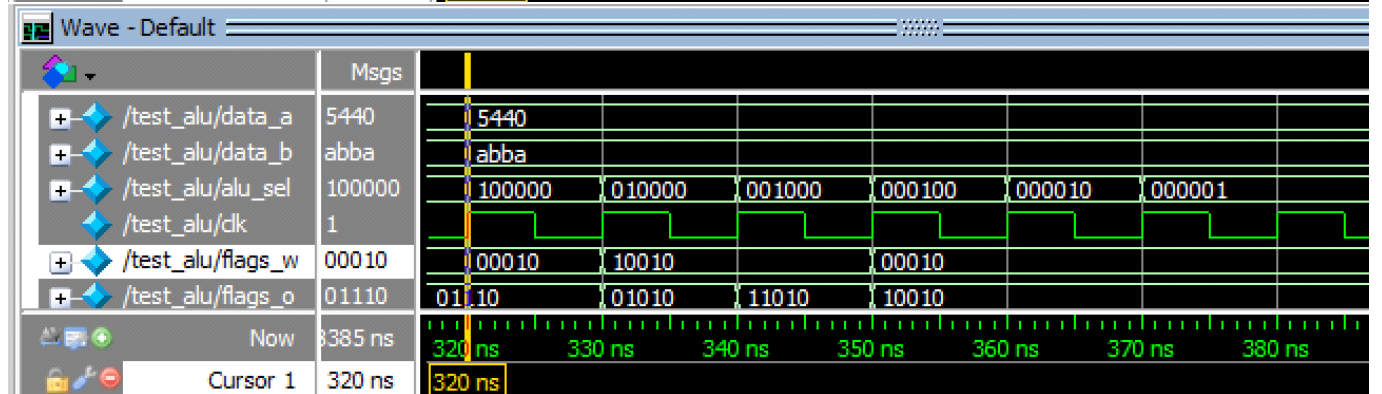 Wave - Default
Msgs
/test_alu/data_a 5440 5440
/test_alu/data_b abba abba
/test_alu/alu_sel 100000 100000 010000 001000 000100 000010 000001
/test_alu/clk 1
/test_alu/flags_w 00010 00010 10010 00010
/test_alu/flags_o 01110 01110 01010 11010 10010
Now 3385 ns 320 ns 330 ns 340 ns 350 ns 360 ns 370 ns 380 ns
Cursor 1 320 ns 320 ns